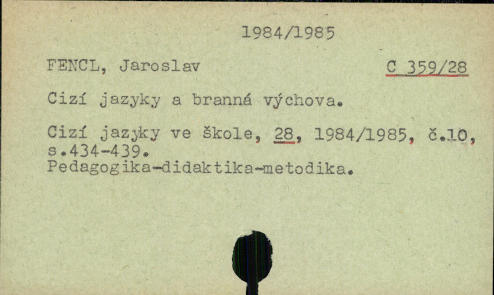 1984/1985
FENCL, Jaroslav C 359/28
Cizí jazyky a branná výchova.
Cizí jazyky ve škole, 28, 1984/1985, č.10,
s.434-439.
Pedagogika-didaktika-metodika.